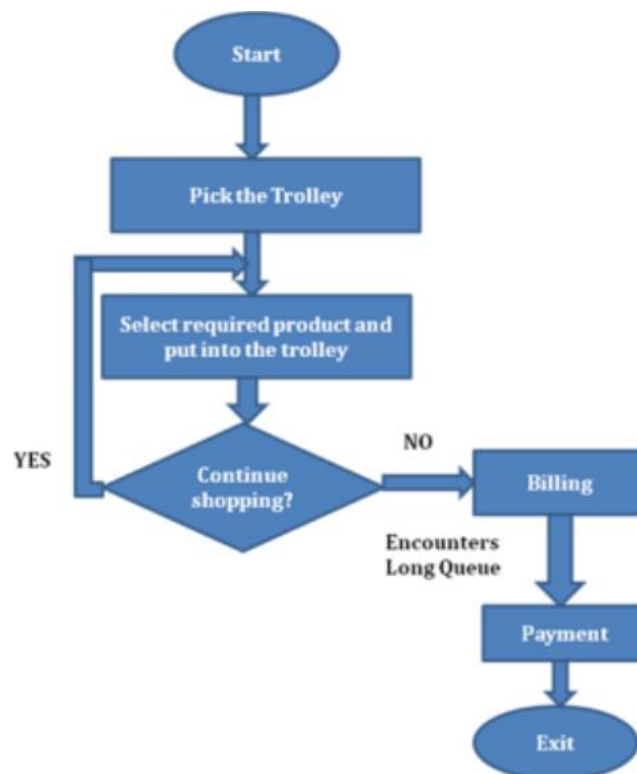 Start
Pick the Trolley
Select required product and
put into the trolley
YES
Continue
shopping?
NO
Billing
Encounters
Long Queue
Payment
Exit